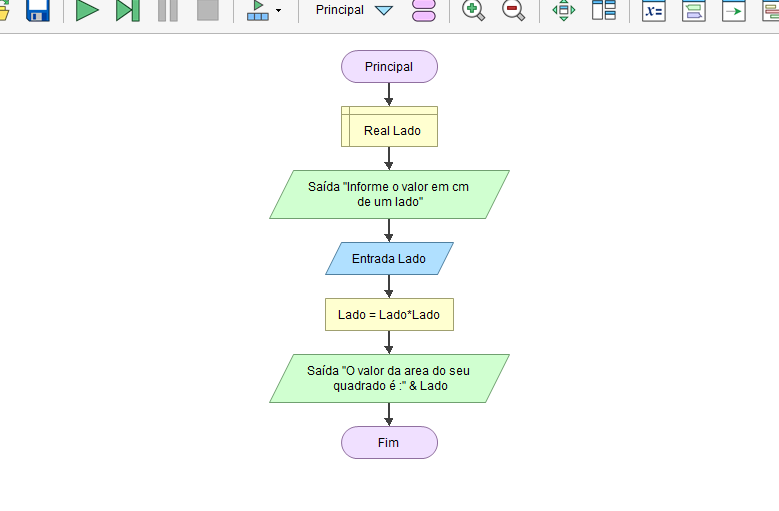 Principal
x=
Principal
Real Lado
Saída "Informe o valor em cm
de um lado"
Entrada Lado
Lado = Lado*Lado
Saída "O valor da area do seu
quadrado é :" & Lado
Fim